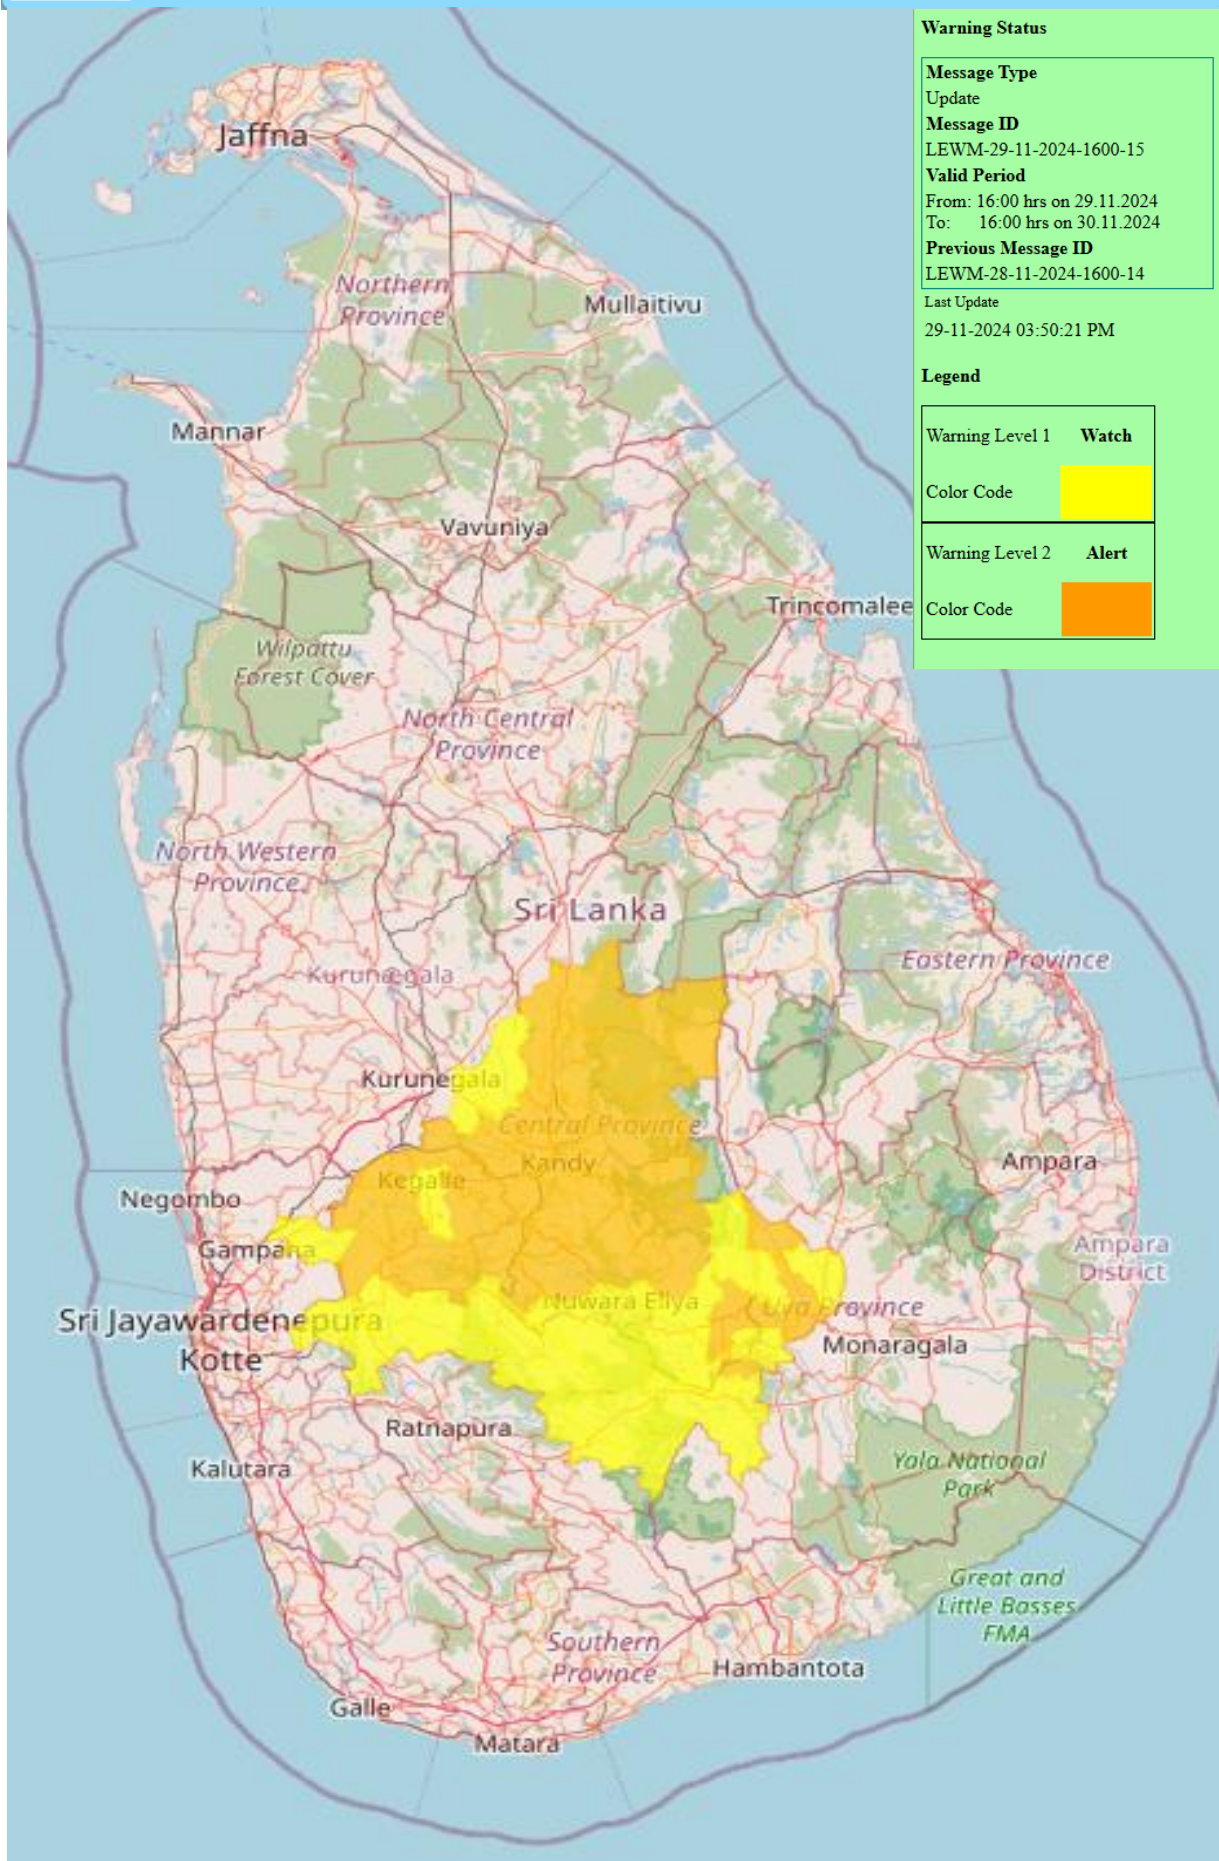 Warning Status
Message Type
Update
Message ID
LEWM-29-11-2024-1600-15
Valid Period
From: 16:00 hrs on 29.11.2024
To: 16:00 hrs on 30.11.2024
Previous Message ID
LEWM-28-11-2024-1600-14
Last Update
29-11-2024 03:50:21 PM
Legend
Warning Level 1 Watch
Color Code
Warning Level 2 Alert
Color Code
Jaffna
Northern
Province
Mullaitivu
Mannar
Vavuniya
Trincomalee
Wilpattu
Forest Cover
North Central
Province
North Western
Province
Sri Lanka
Eastern Province
Kurunægala
Kurunegala
Central Province
Kandy
Ampara
Kegalle
Negombo
Gampaha
Ampara
District
Nuwara Eliya
Uva Province
Sri Jayawardenepura
Kotte
Monaragala
Ratnapura
Yala National
Park
Kalutara
Great and
Little Basses
FMA
Southern
Province
Hambantota
Galle
Matara